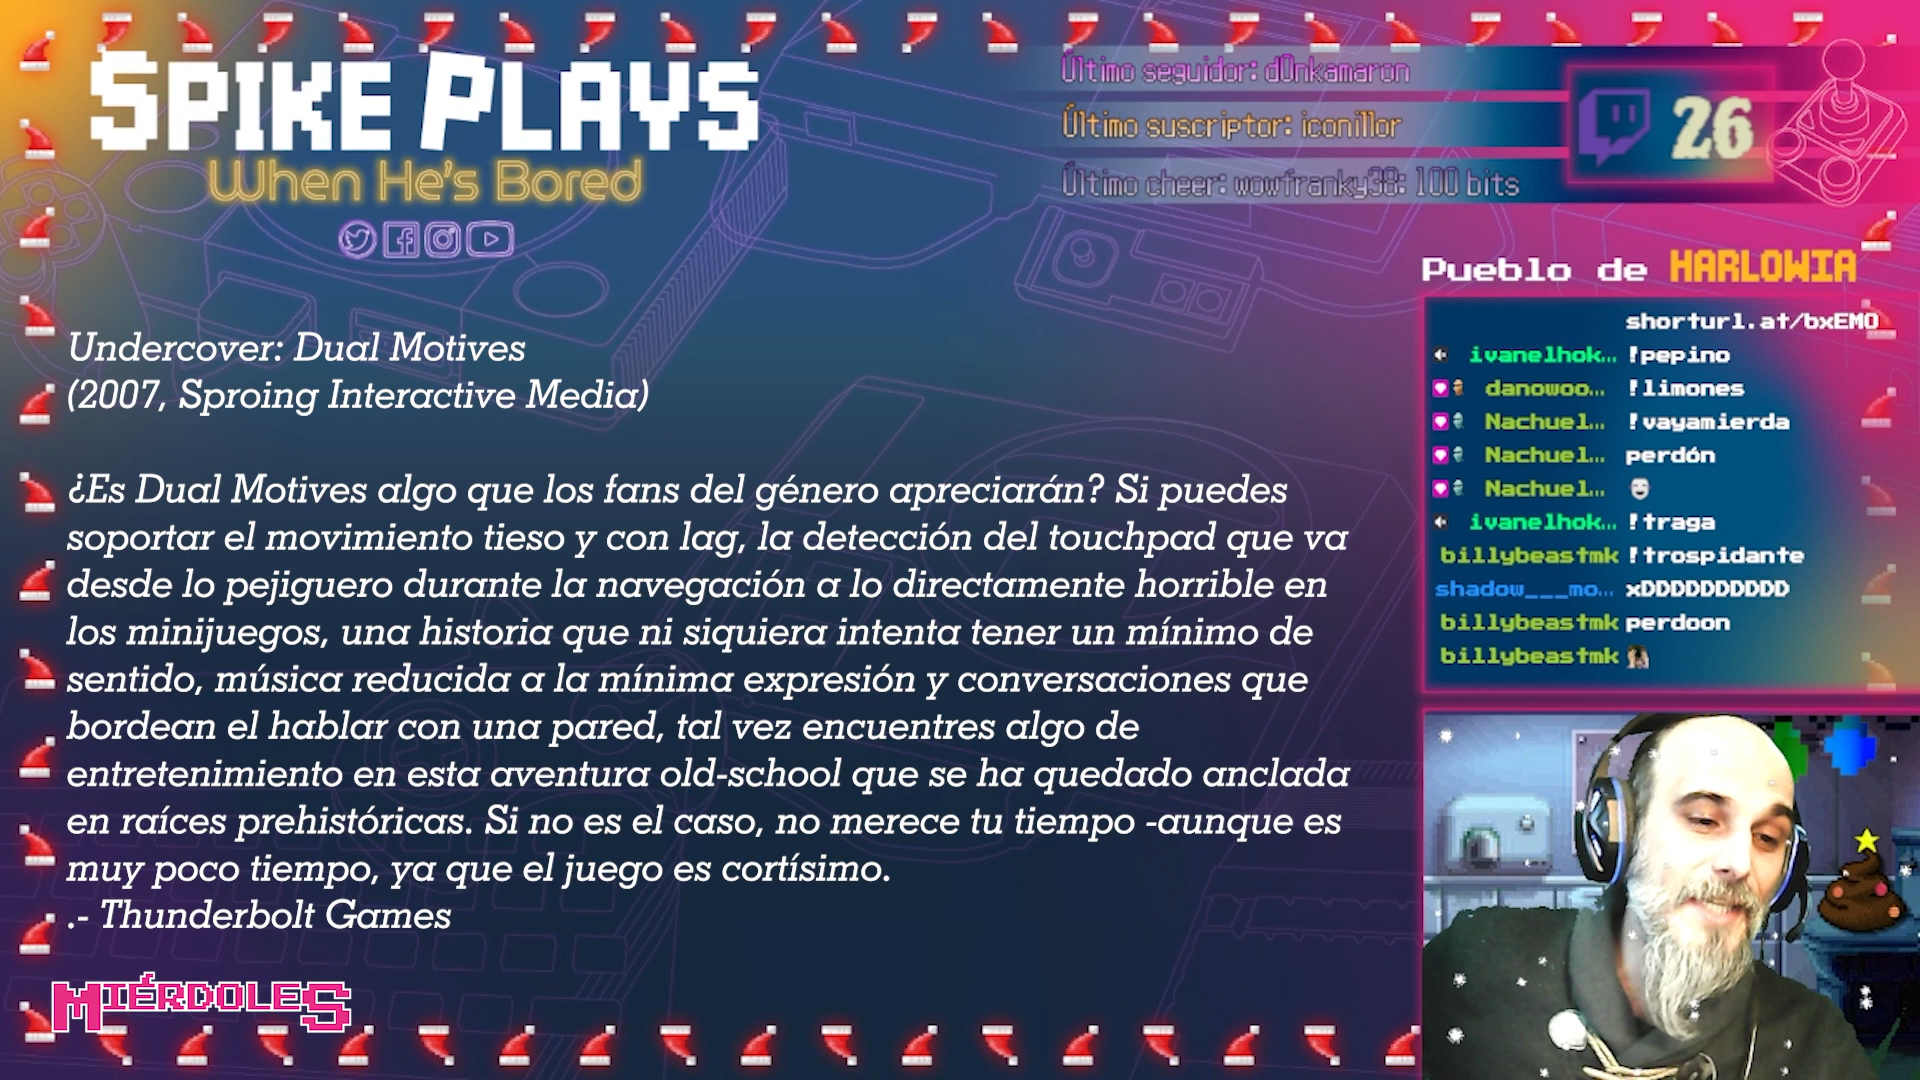 SPIKE PLAYS
When He's Bored
Último seguidor: d0nkamaron
Último suscriptor: iconillor
Último cheer: wowfranky38: 100 bits
26
Pueblo de HARLOWIA
shorturl.at/bxEMO
ivanelhok... !pepino
danowoo... !limones
Nachuel... !vayamierda
Nachuel... perdón
Nachuel...
ivanelhok... !traga
billybeastmk !trospidante
shadow___mo... xDDDDDDDDDD
billybeastmk perdoon
billybeastmk
Undercover: Dual Motives
(2007, Sproing Interactive Media)
¿Es Dual Motives algo que los fans del género apreciarán? Si puedes
soportar el movimiento tieso y con lag, la detección del touchpad que va
desde lo pejiguero durante la navegación a lo directamente horrible en
los minijuegos, una historia que ni siquiera intenta tener un mínimo de
sentido, música reducida a la mínima expresión y conversaciones que
bordean el hablar con una pared, tal vez encuentres algo de
entretenimiento en esta aventura old-school que se ha quedado anclada
en raíces prehistóricas. Si no es el caso, no merece tu tiempo -aunque es
muy poco tiempo, ya que el juego es cortísimo.
.- Thunderbolt Games
MIÉRDOLES